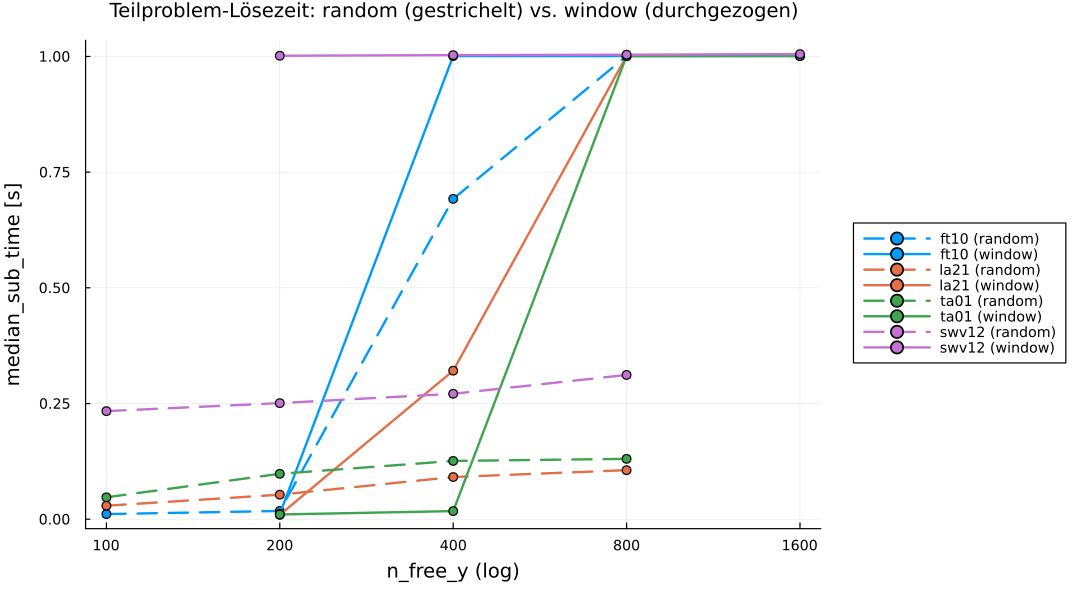 Teilproblem-Lösezeit: random (gestrichelt) vs. window (durchgezogen)
median_sub_time [s]
1.00
0.75
0.50
0.25
0.00
100
200
400
800
1600
n_free_y (log)
ft10 (random)
ft10 (window)
la21 (random)
la21 (window)
ta01 (random)
ta01 (window)
swv12 (random)
swv12 (window)